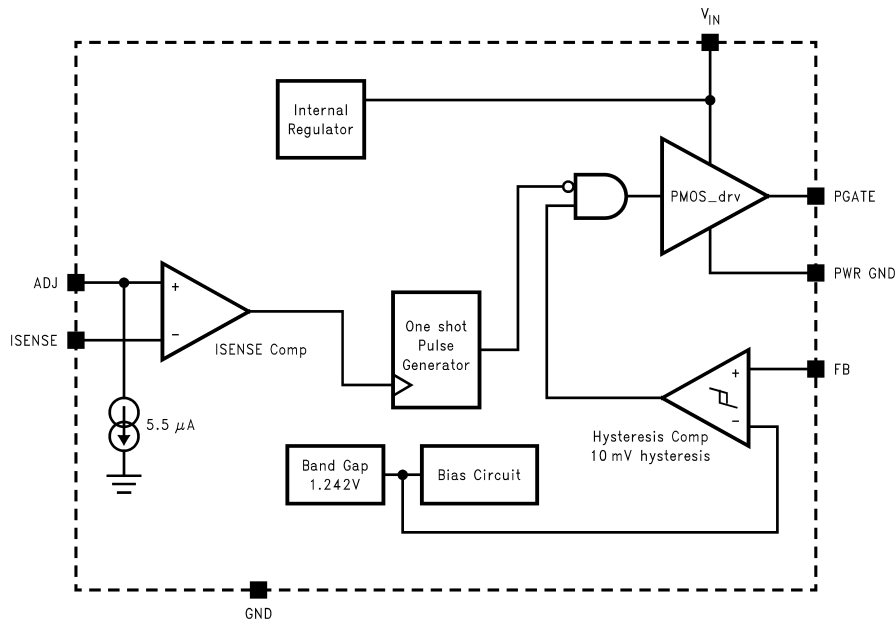 VIN
Internal
Regulator
PMOS_drv
PGATE
ADJ
+
PWR GND
ISENSE
−
ISENSE Comp
One shot
Pulse
Generator
+
FB
5.5 μA
−
Hysteresis Comp
10 mV hysteresis
Band Gap
1.242V
Bias Circuit
GND